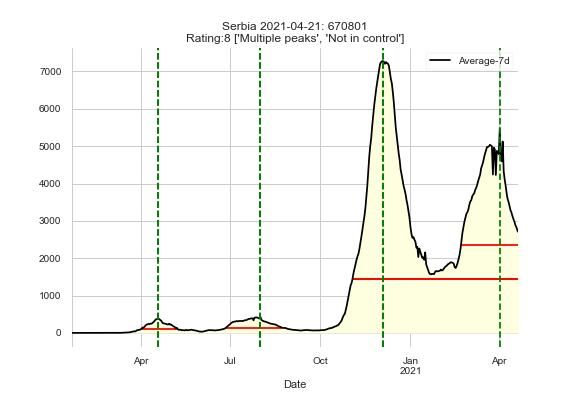 Serbia 2021-04-21: 670801
Rating:8 ['Multiple peaks', 'Not in control']
Average-7d
7000
6000
5000
4000
3000
2000
1000
0
Apr
Jul
Oct
Jan
2021
Apr
Date